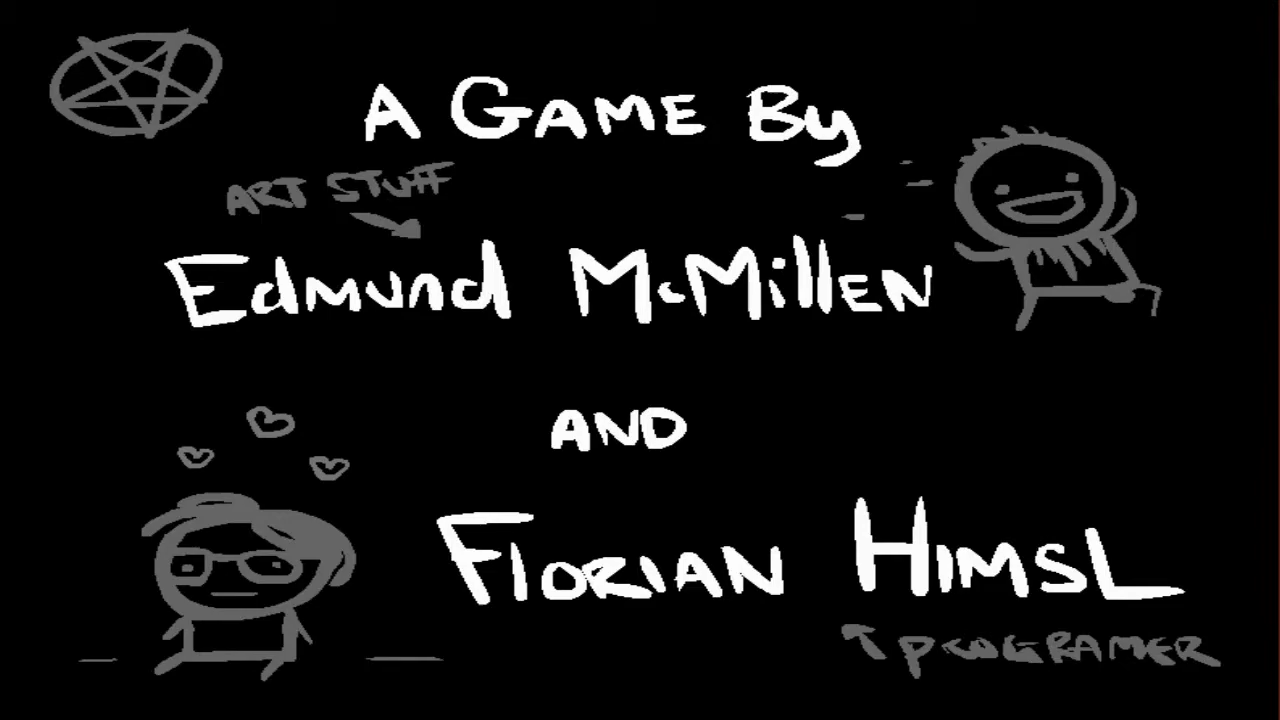 A GAME By
ART STUFF
Edmund McMillen
AND
Florian Himsl
PROGRAMER